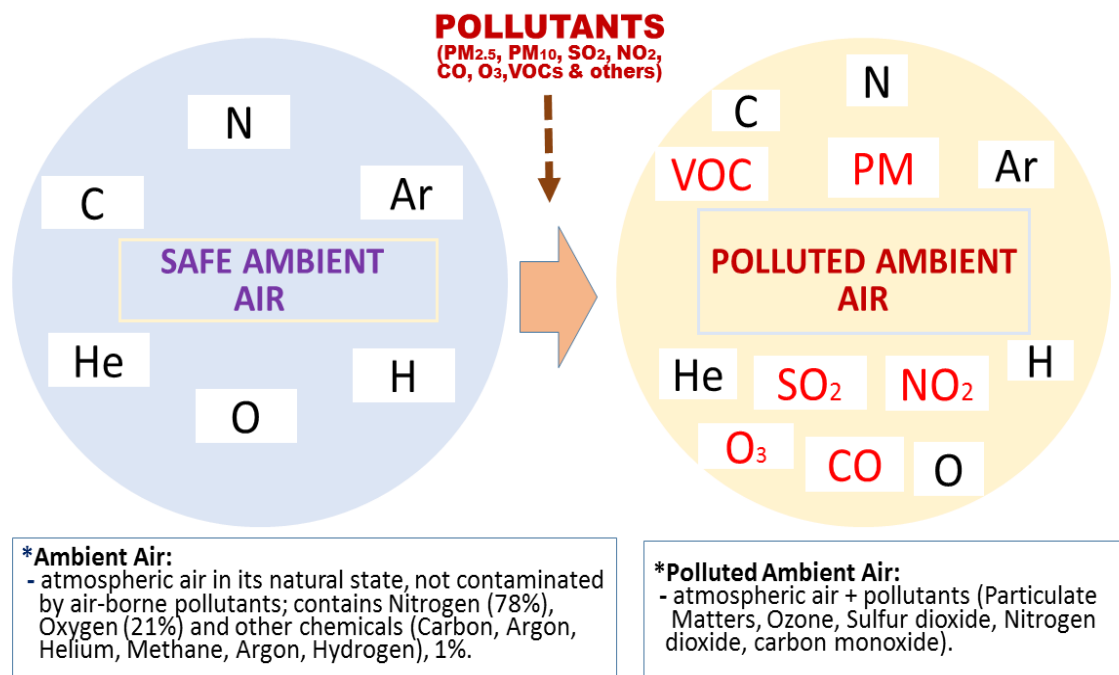 POLLUTANTS
(PM2.5, PM10, SO2, NO2,
CO, O3,VOCs & others)
N
C
Ar
SAFE AMBIENT
AIR
He
H
O
N
C
VOC
PM
Ar
POLLUTED AMBIENT
AIR
He
SO2
NO2
H
O3
CO
O
*Ambient Air:
- atmospheric air in its natural state, not contaminated
by air-borne pollutants; contains Nitrogen (78%),
Oxygen (21%) and other chemicals (Carbon, Argon,
Helium, Methane, Argon, Hydrogen), 1%.
*Polluted Ambient Air:
- atmospheric air + pollutants (Particulate
Matters, Ozone, Sulfur dioxide, Nitrogen
dioxide, carbon monoxide).